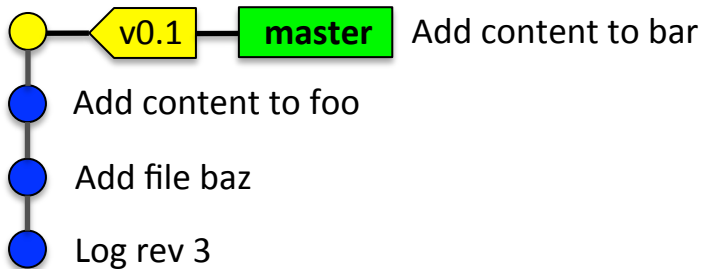 v0.1 master Add content to bar
Add content to foo
Add file baz
Log rev 3